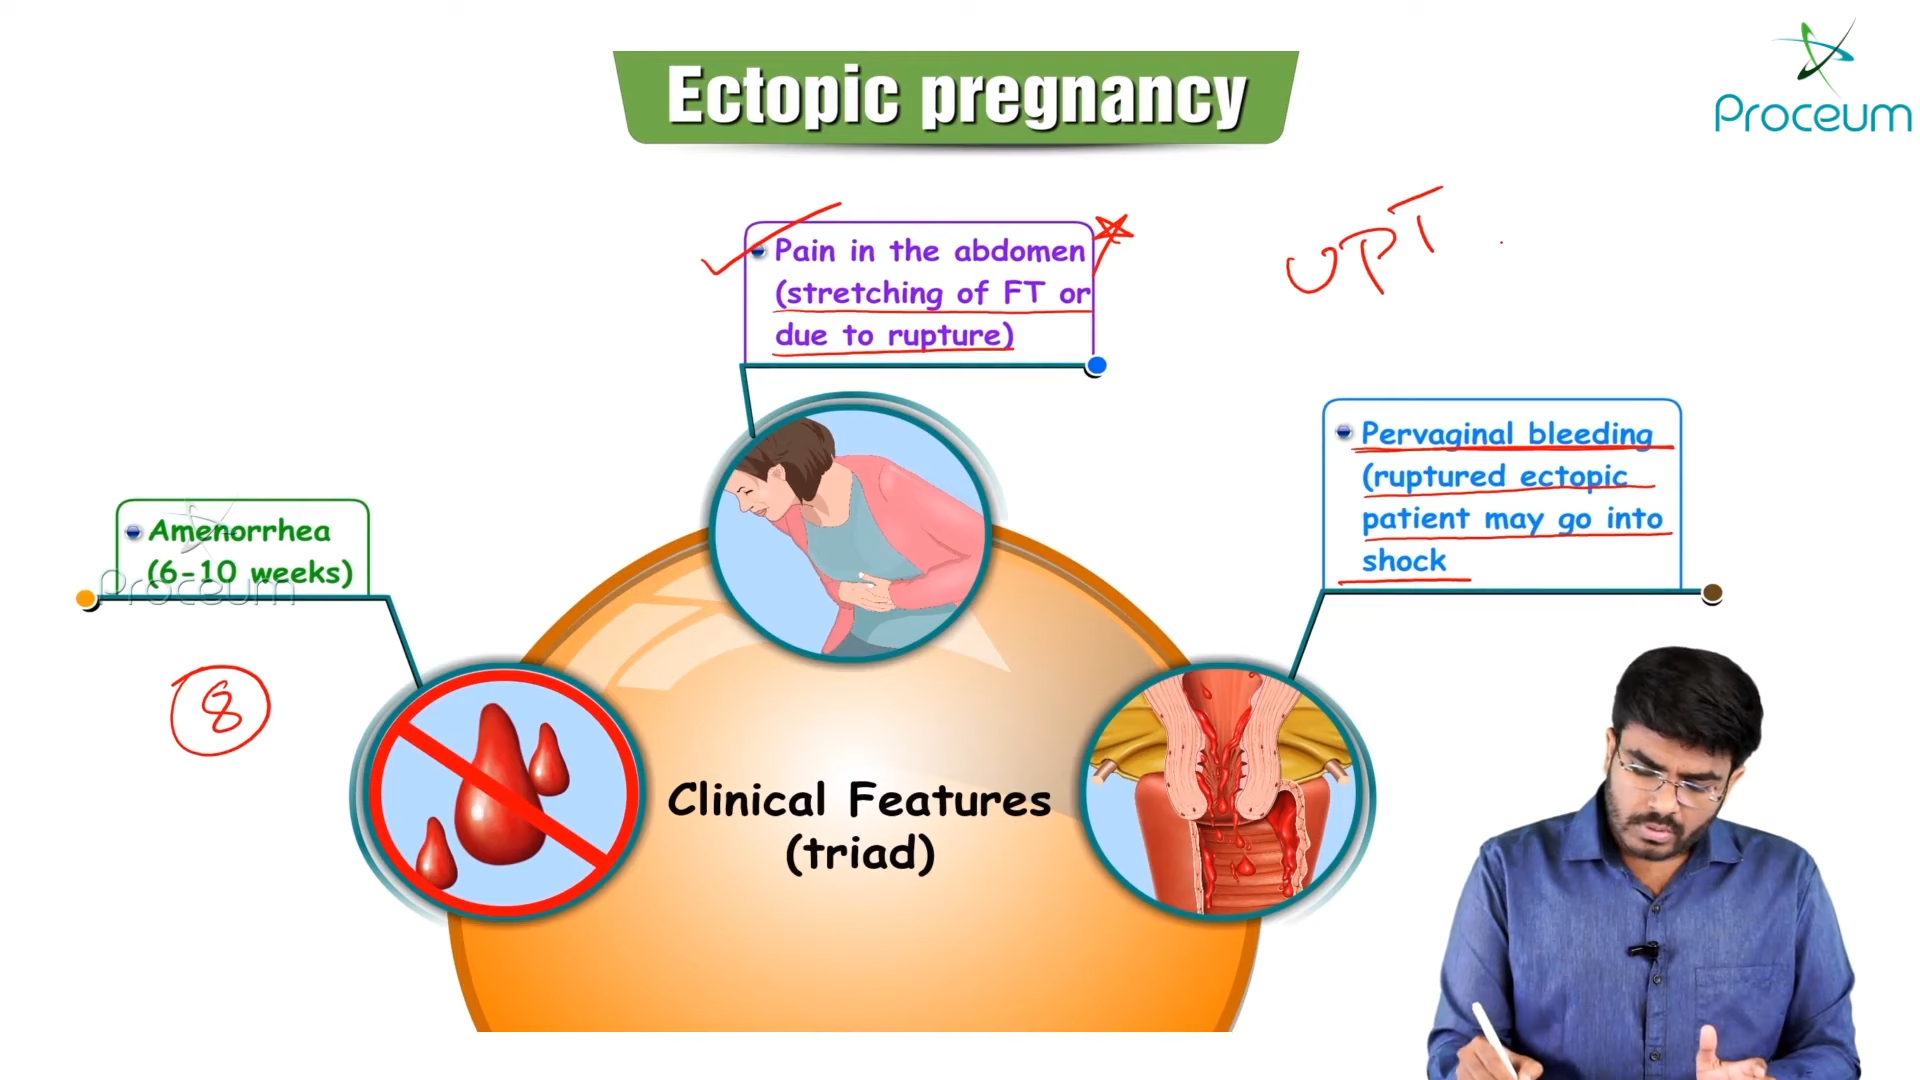 Ectopic pregnancy
Proceum
Pain in the abdomen
(stretching of FT or
due to rupture)
UPT
Pervaginal bleeding
(ruptured ectopic
patient may go into
shock
Amenorrhea
(6-10 weeks)
Proceum
8
Clinical Features
(triad)